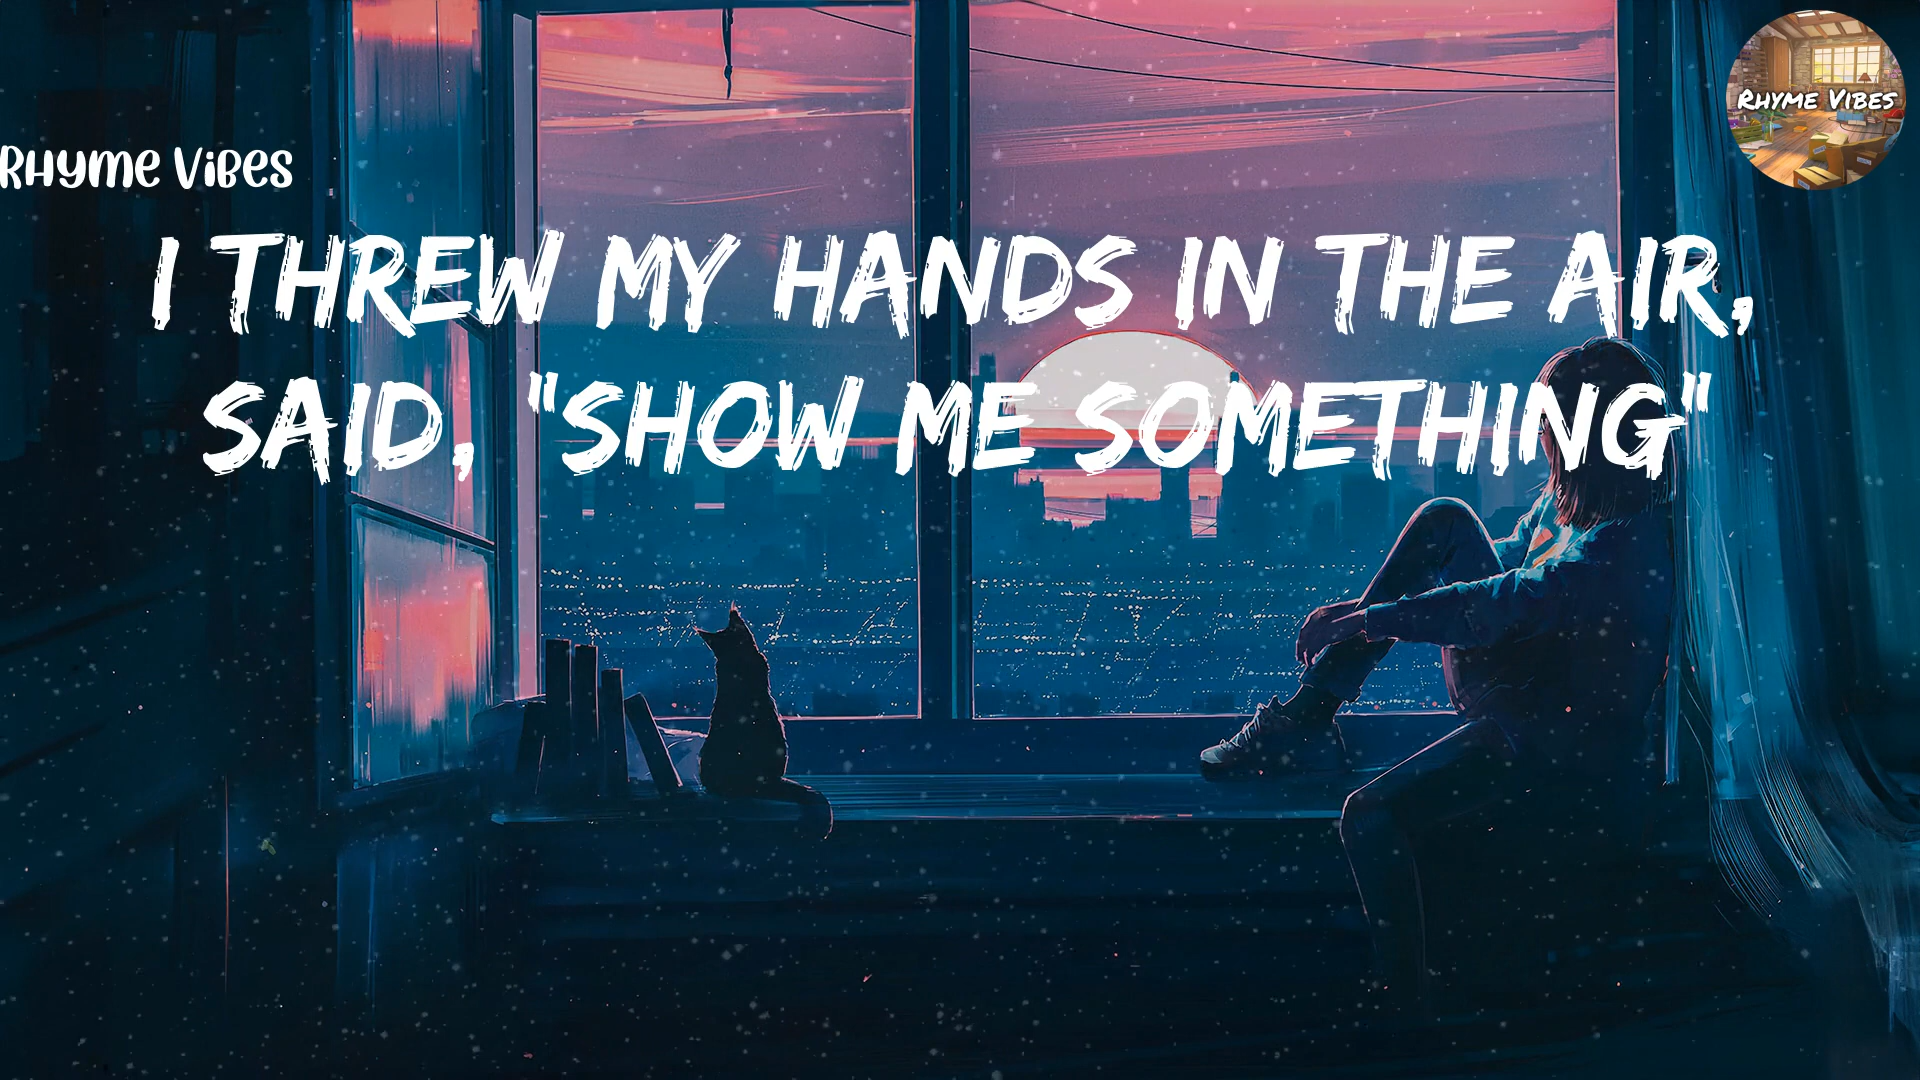 Rhyme Vibes
Rhyme Vibes
I THREW MY HANDS IN THE AIR,
SAID, "SHOW ME SOMETHING"